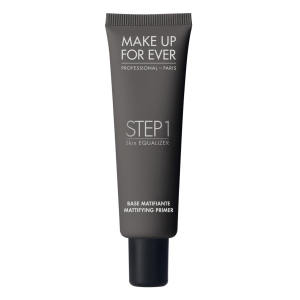 MAKE UP
FOR EVER
PROFESSIONAL – PARIS
STEP 1
Skin EQUALIZER
BASE MATIFIANTE
MATTIFYING PRIMER